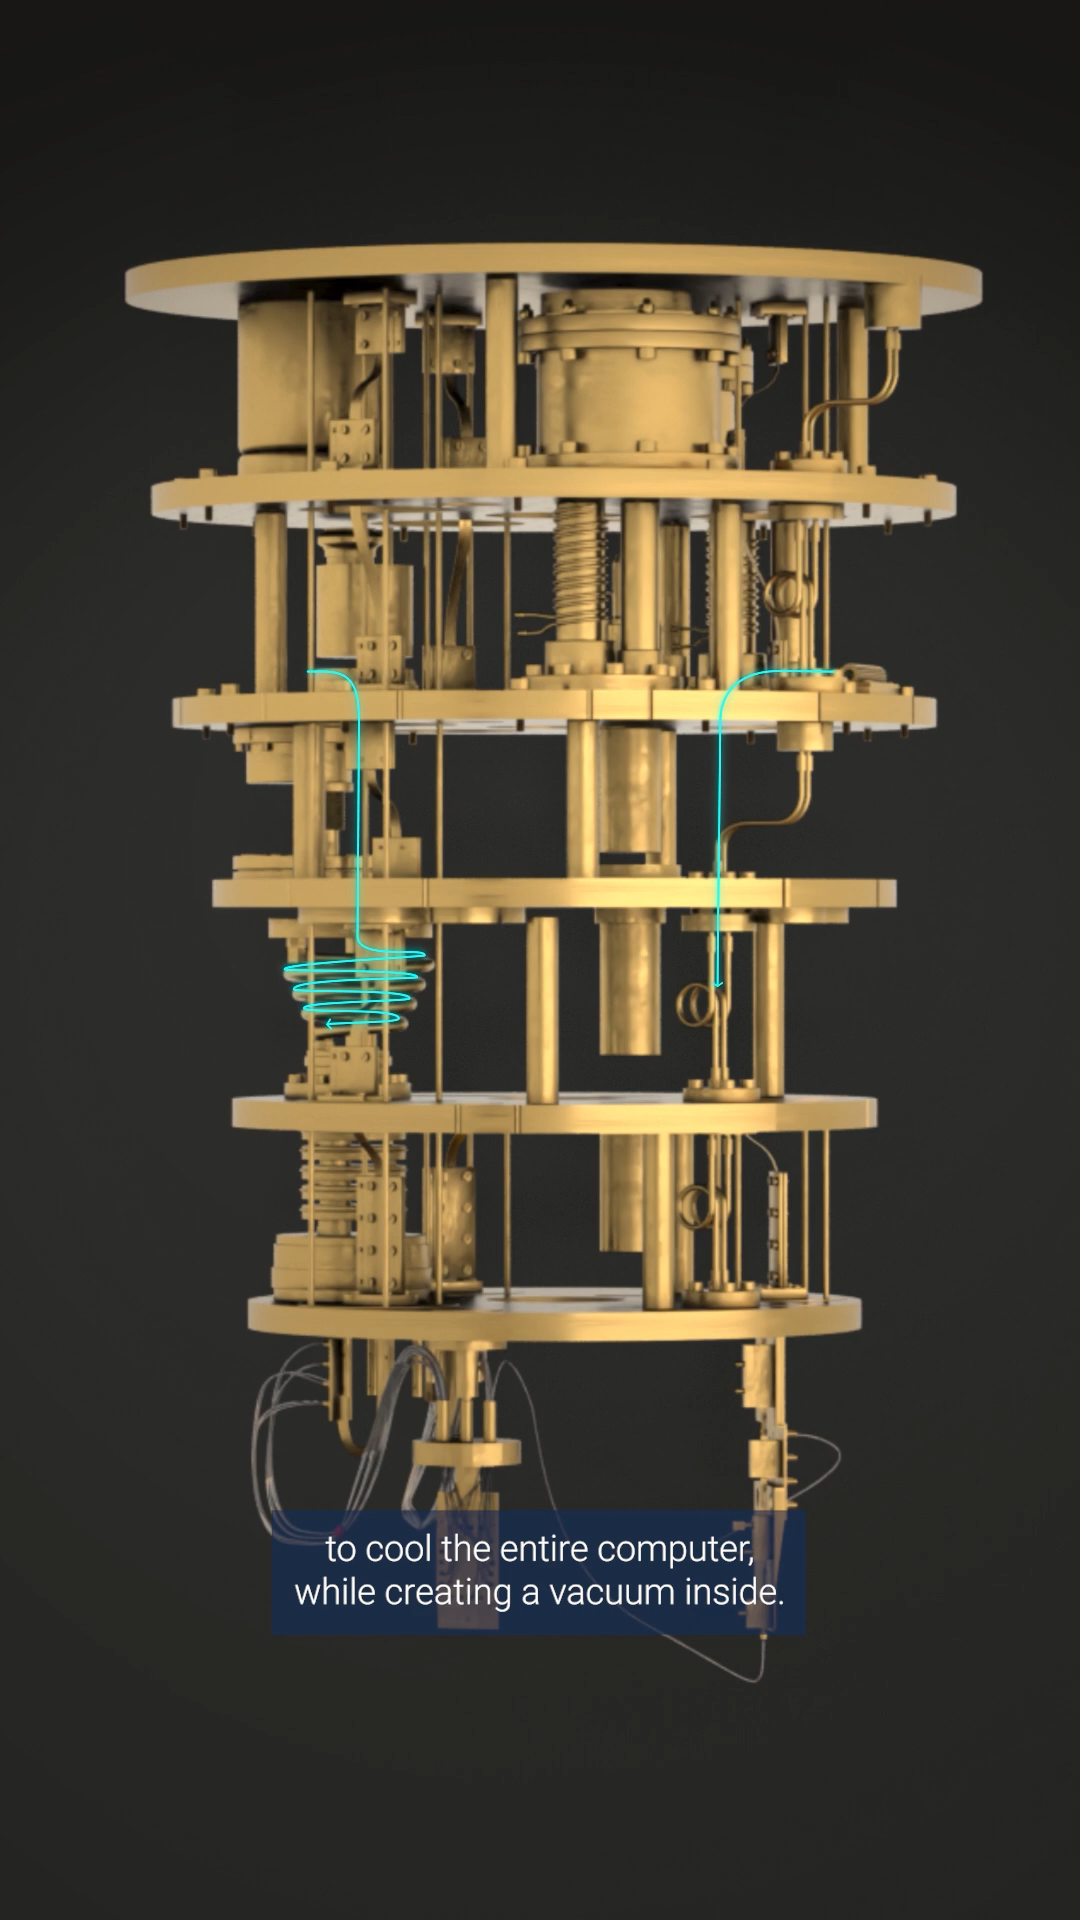 to cool the entire computer,
while creating a vacuum inside.